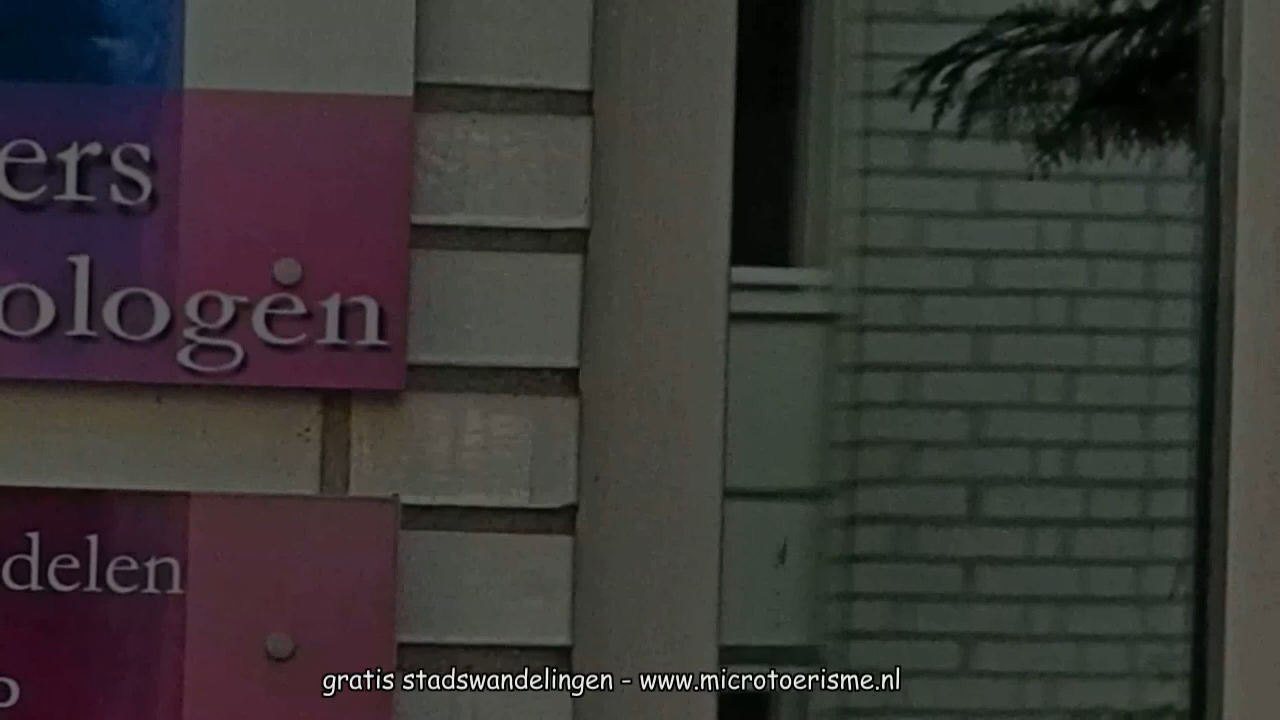 ers
ologen
delen
gratis stadswandelingen - www.microtoerisme.nl